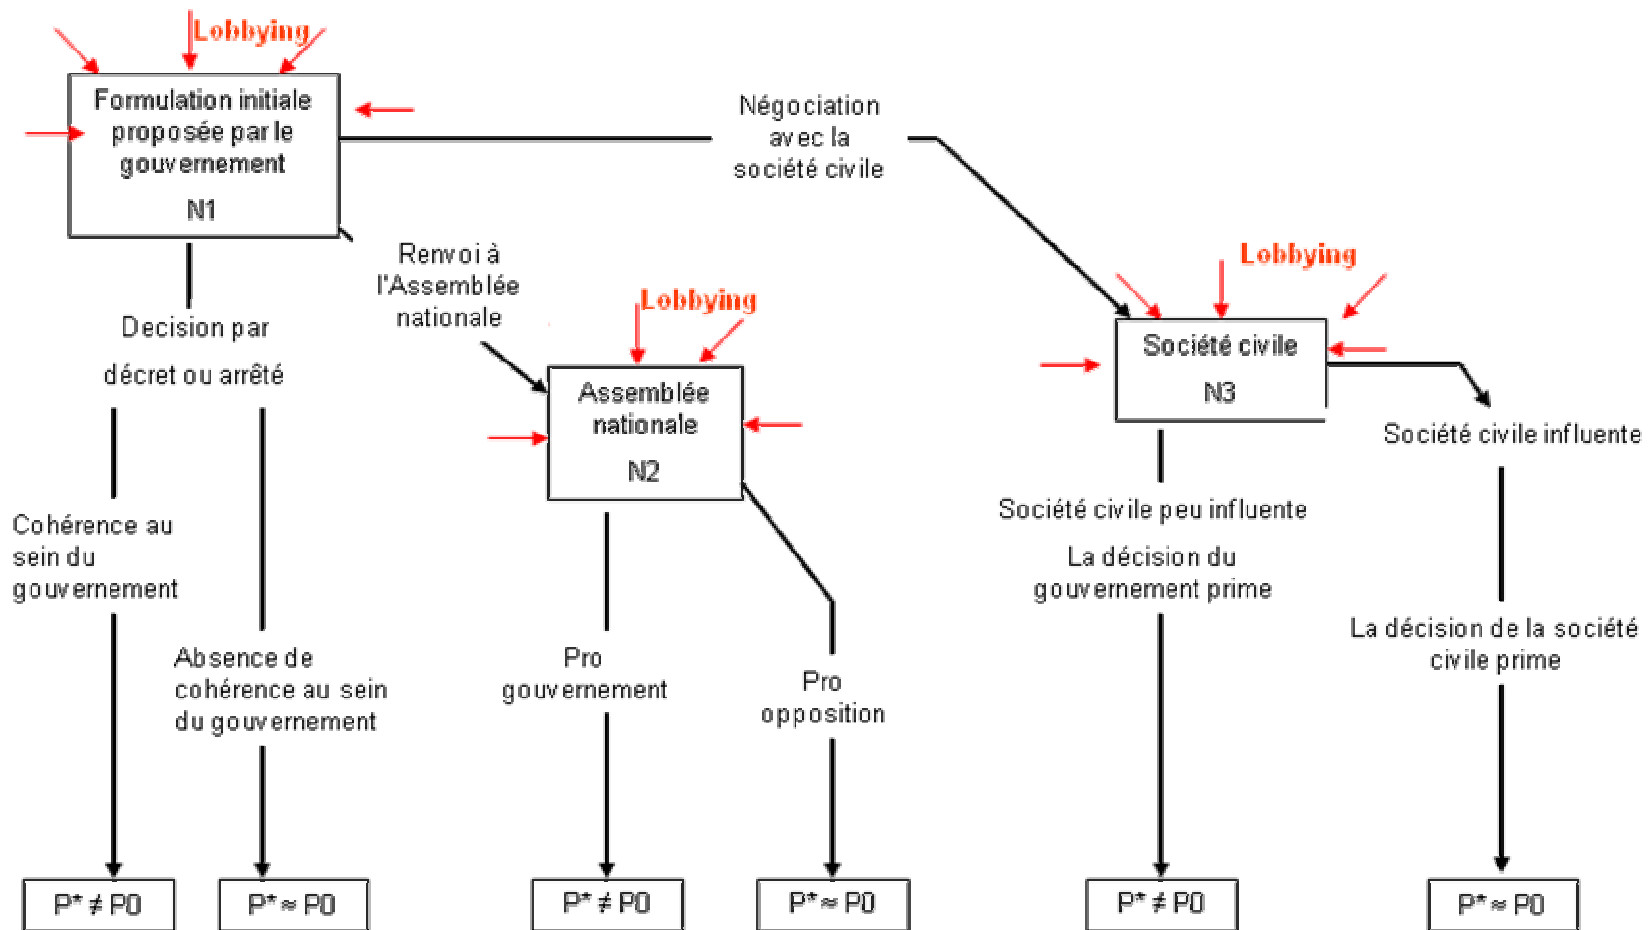 Lobbying
Formulation initiale
proposée par le
gouvernement
N1
Négociation
avec la
société civile
Renvoi à
l'Assemblée
nationale
Lobbying
Lobbying
Decision par
décret ou arrêté
Assemblée
nationale
N2
Société civile
N3
Société civile influente
Cohérence au
sein du
gouvernement
Société civile peu influente
La décision du
gouvernement prime
Absence de
cohérence au sein
du gouvernement
Pro
gouvernement
Pro
opposition
La décision de la société
civile prime
P* ≠ P0
P* ≈ P0
P* ≠ P0
P* ≈ P0
P* ≠ P0
P* ≈ P0